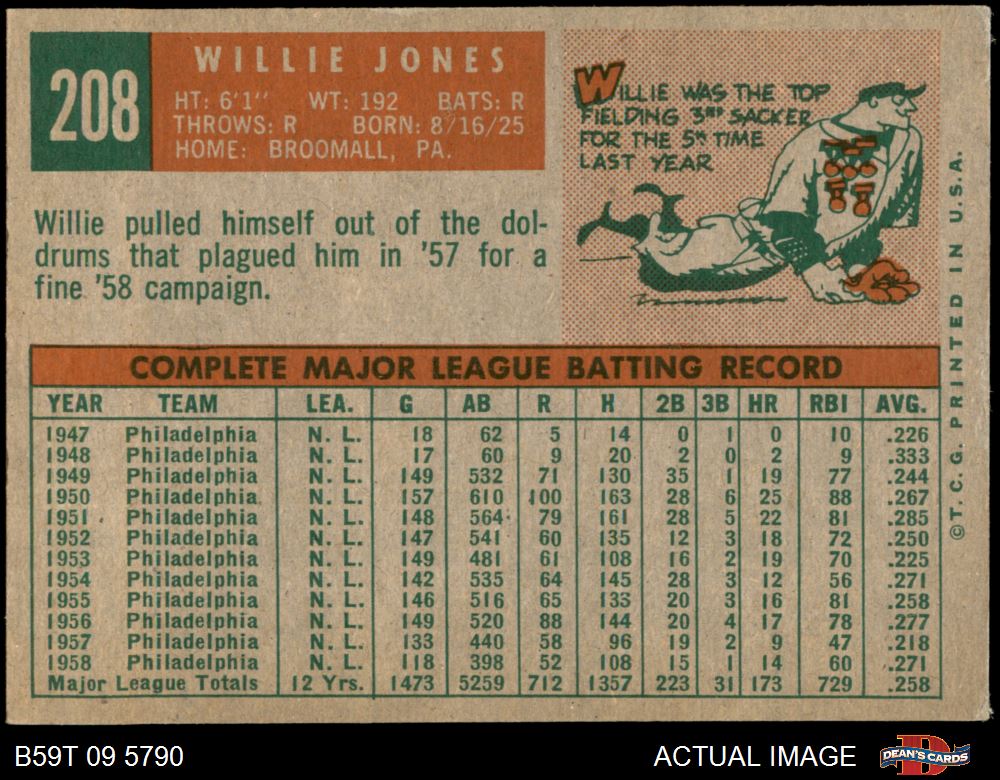 208
WILLIE JONES
HT: 6'1" WT: 192 BATS: R
THROWS: R BORN: 8/16/25
HOME: BROOMALL, PA.
WILLIE WAS THE TOP
FIELDING 3RD SACKER
FOR THE 5TH TIME
LAST YEAR
Willie pulled himself out of the dol-
drums that plagued him in '57 for a
fine '58 campaign.
COMPLETE MAJOR LEAGUE BATTING RECORD
YEAR TEAM LEA. G AB R H 2B 3B HR RBI AVG.
1947 Philadelphia N. L. 18 62 5 14 0 1 0 10 .226
1948 Philadelphia N. L. 17 60 9 20 2 0 2 9 .333
1949 Philadelphia N. L. 149 532 71 130 35 1 19 77 .244
1950 Philadelphia N. L. 157 610 100 163 28 6 25 88 .267
1951 Philadelphia N. L. 148 564 79 161 28 5 22 81 .285
1952 Philadelphia N. L. 147 541 60 135 12 3 18 72 .250
1953 Philadelphia N. L. 149 481 61 108 16 2 19 70 .225
1954 Philadelphia N. L. 142 535 64 145 28 3 12 56 .271
1955 Philadelphia N. L. 146 516 65 133 20 3 16 81 .258
1956 Philadelphia N. L. 149 520 88 144 20 4 17 78 .277
1957 Philadelphia N. L. 133 440 58 96 19 2 9 47 .218
1958 Philadelphia N. L. 118 398 52 108 15 1 14 60 .271
Major League Totals 12 Yrs. 1473 5259 712 1357 223 31 173 729 .258
©T. C. G. PRINTED IN U.S.A.
B59T 09 5790
ACTUAL IMAGE
DEAN'S CARDS